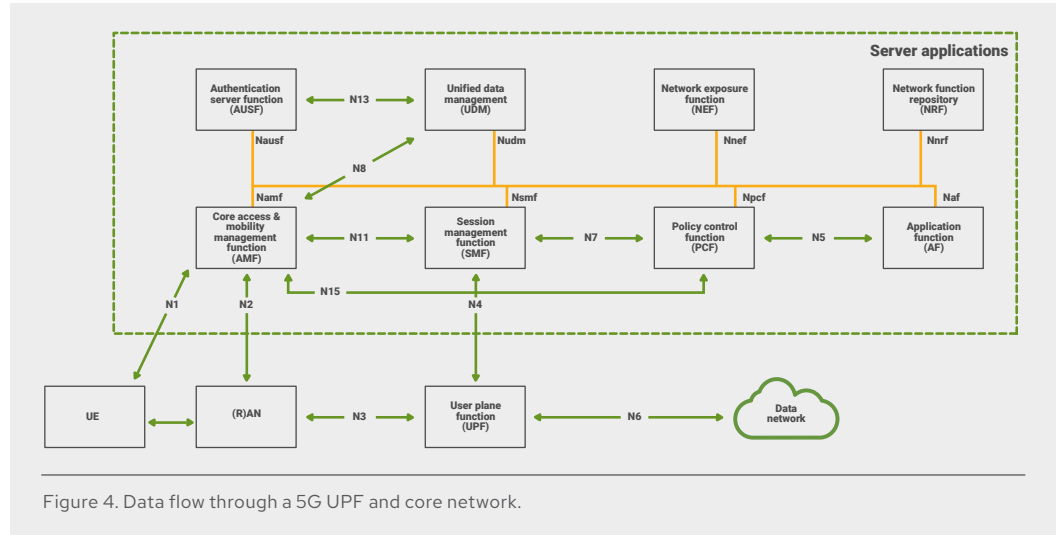 Server applications
Authentication
server function
(AUSF)
N13
Unified data
management
(UDM)
Network exposure
function
(NEF)
Network function
repository
(NRF)
Nausf
Nudm
Nnef
Nnrf
N8
Namf
Nsmf
Npcf
Naf
Core access &
mobility
management
function
(AMF)
N11
Session
management
function
(SMF)
N7
Policy control
function
(PCF)
N5
Application
function
(AF)
N1
N2
N15
N4
UE
(R)AN
N3
User plane
function
(UPF)
N6
Data
network
Figure 4. Data flow through a 5G UPF and core network.